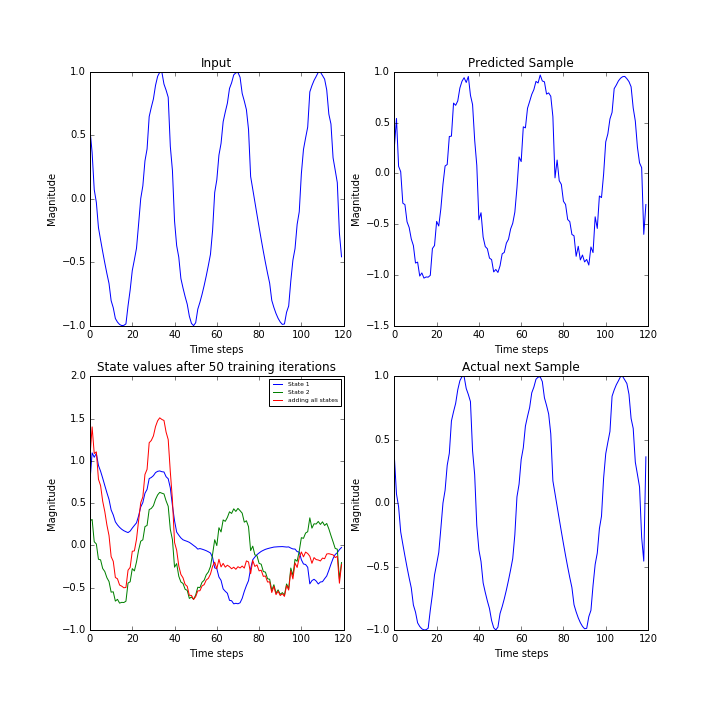 Input
1.0
0.5
0.0
−0.5
−1.0
Magnitude
0 20 40 60 80 100 120
Time steps
Predicted Sample
1.0
0.5
0.0
−0.5
−1.0
−1.5
Magnitude
0 20 40 60 80 100 120
Time steps
State values after 50 training iterations
2.0
1.5
1.0
0.5
0.0
−0.5
−1.0
Magnitude
State 1
State 2
adding all states
0 20 40 60 80 100 120
Time steps
Actual next Sample
1.0
0.5
0.0
−0.5
−1.0
Magnitude
0 20 40 60 80 100 120
Time steps